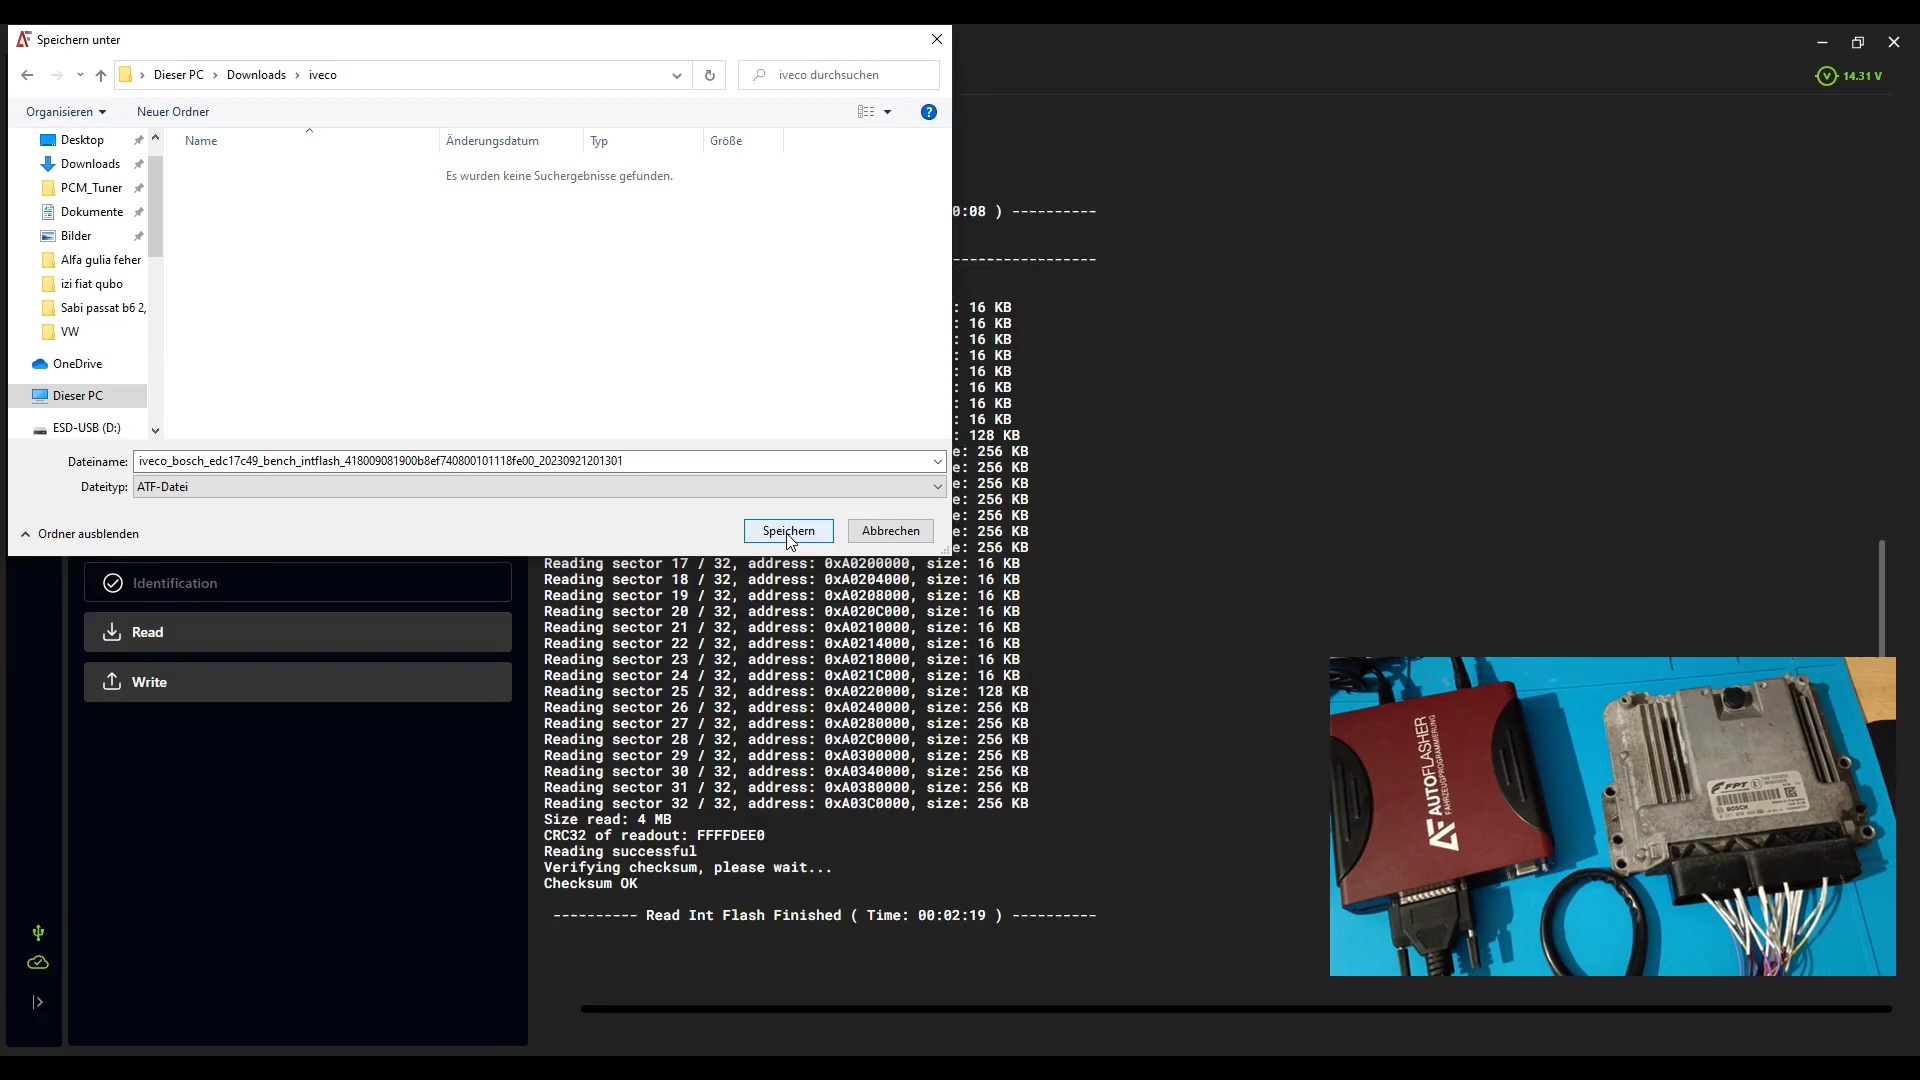 Speichern unter
14.31 V
Dieser PC > Downloads > iveco
iveco durchsuchen
Organisieren
Neuer Ordner
Desktop
Downloads
PCM_Tuner
Dokumente
Bilder
Alfa gulia feher
izi fiat qubo
Sabi passat b6 2,
VW
OneDrive
Dieser PC
ESD-USB (D:)
Name
Änderungsdatum
Typ
Größe
Es wurden keine Suchergebnisse gefunden.
Dateiname: iveco_bosch_edc17c49_bench_intflash_418009081900b8ef740800101118fe00_20230921201301
Dateityp: ATF-Datei
Ordner ausblenden
Speichern
Abbrechen
Identification
Read
Write
0:08 ) ----------
-----------------
: 16 KB
: 16 KB
: 16 KB
: 16 KB
: 16 KB
: 16 KB
: 16 KB
: 16 KB
: 128 KB
e: 256 KB
e: 256 KB
e: 256 KB
e: 256 KB
e: 256 KB
e: 256 KB
e: 256 KB
Reading sector 17 / 32, address: 0xA0200000, size: 16 KB
Reading sector 18 / 32, address: 0xA0204000, size: 16 KB
Reading sector 19 / 32, address: 0xA0208000, size: 16 KB
Reading sector 20 / 32, address: 0xA020C000, size: 16 KB
Reading sector 21 / 32, address: 0xA0210000, size: 16 KB
Reading sector 22 / 32, address: 0xA0214000, size: 16 KB
Reading sector 23 / 32, address: 0xA0218000, size: 16 KB
Reading sector 24 / 32, address: 0xA021C000, size: 16 KB
Reading sector 25 / 32, address: 0xA0220000, size: 128 KB
Reading sector 26 / 32, address: 0xA0240000, size: 256 KB
Reading sector 27 / 32, address: 0xA0280000, size: 256 KB
Reading sector 28 / 32, address: 0xA02C0000, size: 256 KB
Reading sector 29 / 32, address: 0xA0300000, size: 256 KB
Reading sector 30 / 32, address: 0xA0340000, size: 256 KB
Reading sector 31 / 32, address: 0xA0380000, size: 256 KB
Reading sector 32 / 32, address: 0xA03C0000, size: 256 KB
Size read: 4 MB
CRC32 of readout: FFFFDEE0
Reading successful
Verifying checksum, please wait...
Checksum OK
---------- Read Int Flash Finished ( Time: 00:02:19 ) ----------
AUTOFLASHER
FAHRZEUGPROGRAMMIERUNG
FPT
BOSCH